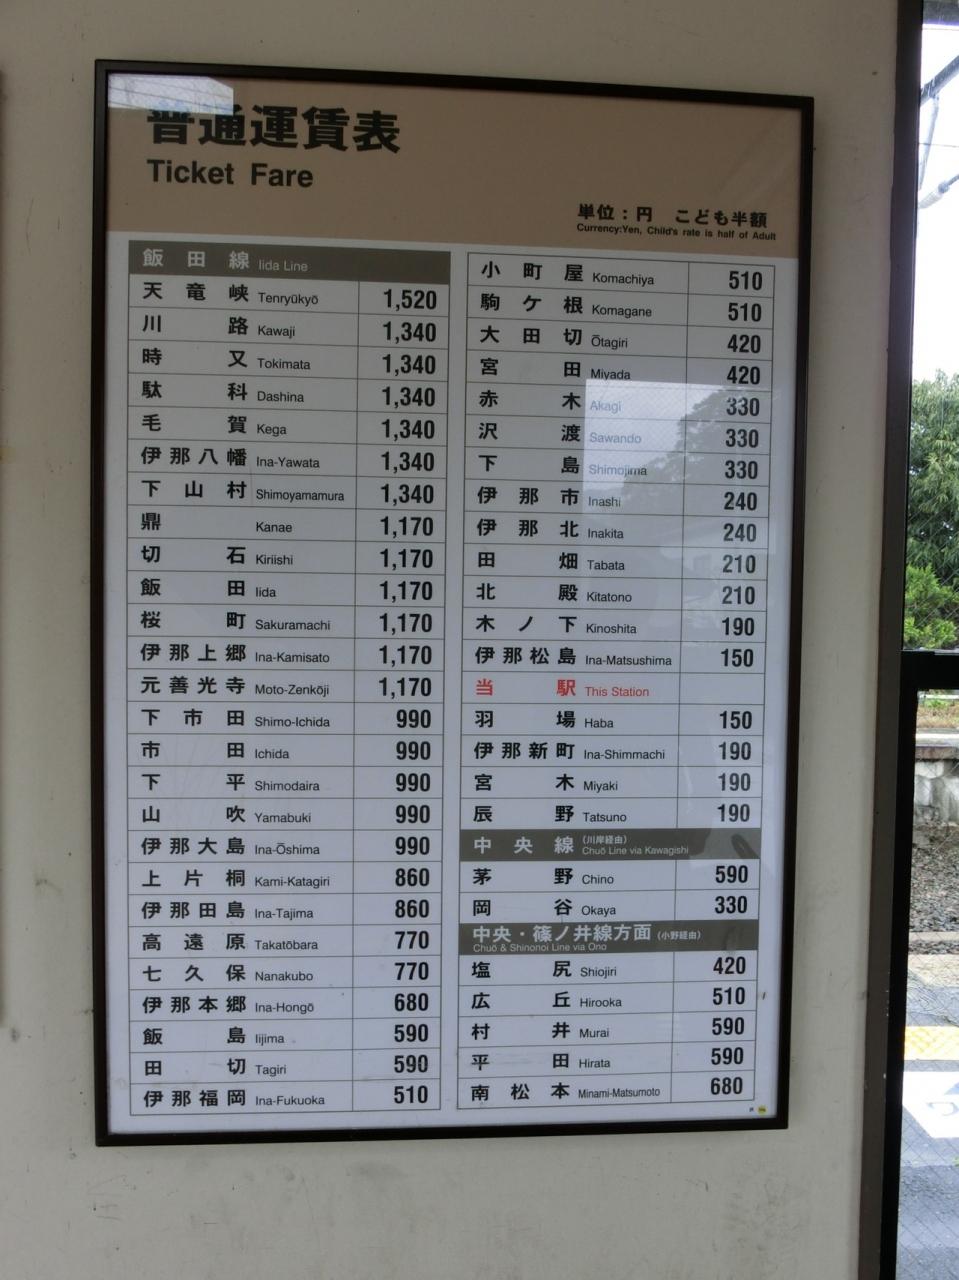 普通運賃表
Ticket Fare
単位：円　こども半額
Currency:Yen, Child's rate is half of Adult
飯田線 Iida Line
天竜峡 Tenryūkyō 1,520
川路 Kawaji 1,340
時又 Tokimata 1,340
駄科 Dashina 1,340
毛賀 Kega 1,340
伊那八幡 Ina-Yawata 1,340
下山村 Shimoyamamura 1,340
鼎 Kanae 1,170
切石 Kiriishi 1,170
飯田 Iida 1,170
桜町 Sakuramachi 1,170
伊那上郷 Ina-Kamisato 1,170
元善光寺 Moto-Zenkōji 1,170
下市田 Shimo-Ichida 990
市田 Ichida 990
下平 Shimodaira 990
山吹 Yamabuki 990
伊那大島 Ina-Ōshima 990
上片桐 Kami-Katagiri 860
伊那田島 Ina-Tajima 860
高遠原 Takatōbara 770
七久保 Nanakubo 770
伊那本郷 Ina-Hongō 680
飯島 Iijima 590
田切 Tagiri 590
伊那福岡 Ina-Fukuoka 510
小町屋 Komachiya 510
駒ケ根 Komagane 510
大田切 Ōtagiri 420
宮田 Miyada 420
赤木 Akagi 330
沢渡 Sawando 330
下島 Shimojima 330
伊那市 Inashi 240
伊那北 Inakita 240
田畑 Tabata 210
北殿 Kitatono 210
木ノ下 Kinoshita 190
伊那松島 Ina-Matsushima 150
当駅 This Station
羽場 Haba 150
伊那新町 Ina-Shimmachi 190
宮木 Miyaki 190
辰野 Tatsuno 190
中央線 （川岸経由）
Chuō Line via Kawagishi
茅野 Chino 590
岡谷 Okaya 330
中央・篠ノ井線方面 （小野経由）
Chuō & Shinonoi Line via Ono
塩尻 Shiojiri 420
広丘 Hirooka 510
村井 Murai 590
平田 Hirata 590
南松本 Minami-Matsumoto 680